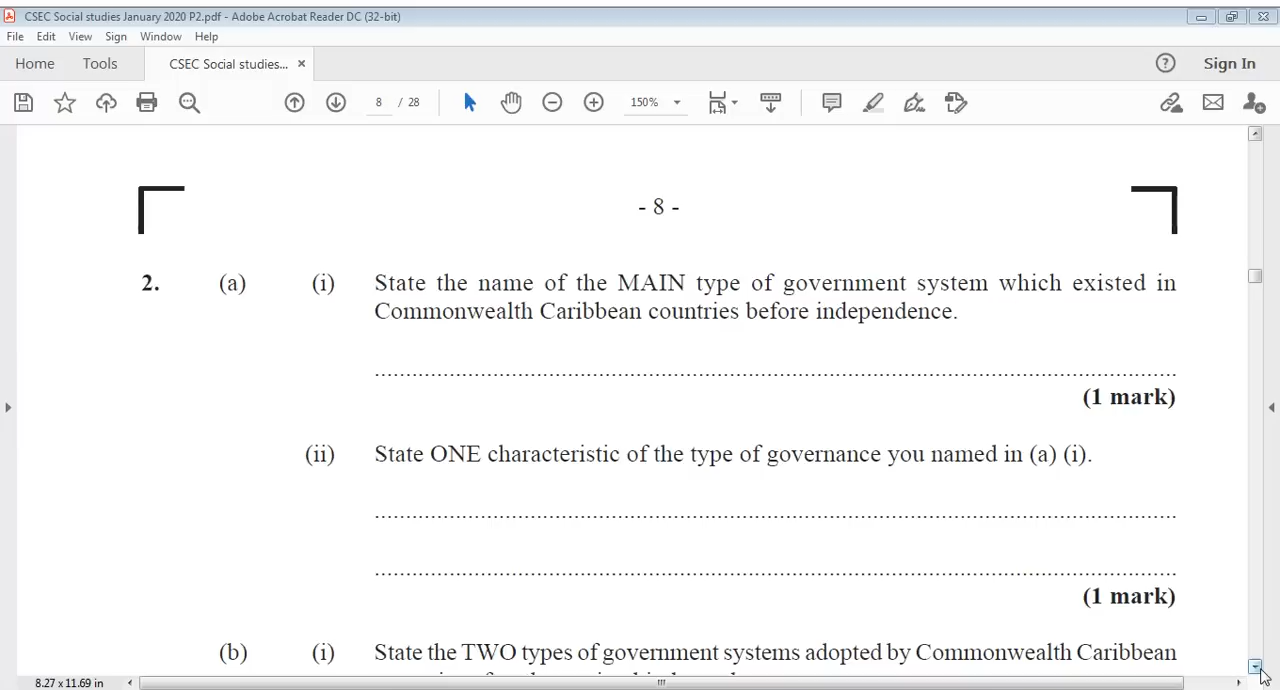 CSEC Social studies January 2020 P2.pdf - Adobe Acrobat Reader DC (32-bit)
File Edit View Sign Window Help
Home Tools CSEC Social studies... × ? Sign In
8 / 28 150%
- 8 -
2. (a) (i) State the name of the MAIN type of government system which existed in
Commonwealth Caribbean countries before independence.
(1 mark)
(ii) State ONE characteristic of the type of governance you named in (a) (i).
(1 mark)
(b) (i) State the TWO types of government systems adopted by Commonwealth Caribbean
8.27 x 11.69 in